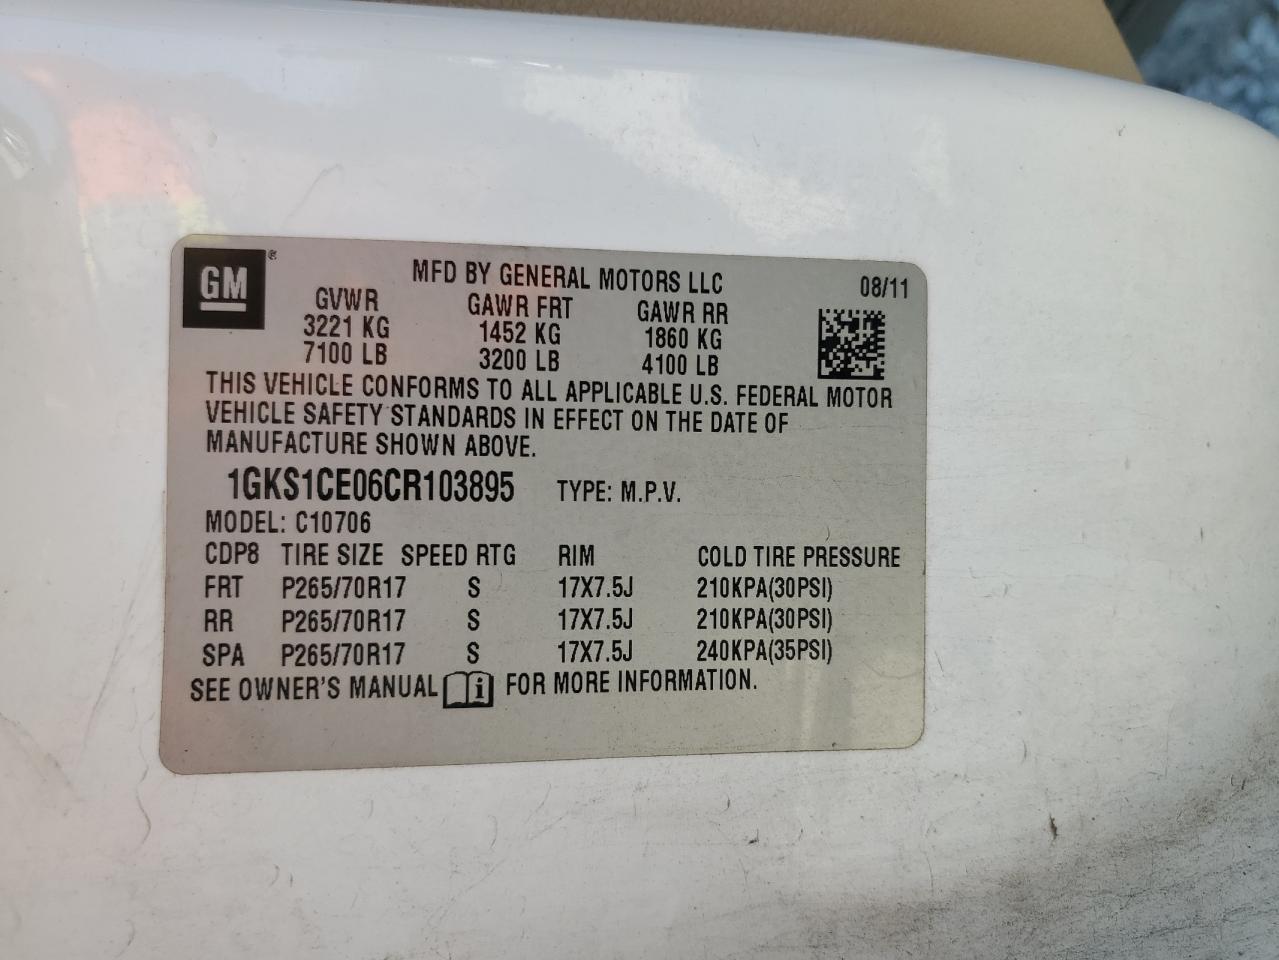 GM ®
MFD BY GENERAL MOTORS LLC 08/11
GVWR GAWR FRT GAWR RR
3221 KG 1452 KG 1860 KG
7100 LB 3200 LB 4100 LB
THIS VEHICLE CONFORMS TO ALL APPLICABLE U.S. FEDERAL MOTOR
VEHICLE SAFETY STANDARDS IN EFFECT ON THE DATE OF
MANUFACTURE SHOWN ABOVE.
1GKS1CE06CR103895 TYPE: M.P.V.
MODEL: C10706
CDP8 TIRE SIZE SPEED RTG RIM COLD TIRE PRESSURE
FRT P265/70R17 S 17X7.5J 210KPA(30PSI)
RR P265/70R17 S 17X7.5J 210KPA(30PSI)
SPA P265/70R17 S 17X7.5J 240KPA(35PSI)
SEE OWNER'S MANUAL i FOR MORE INFORMATION.